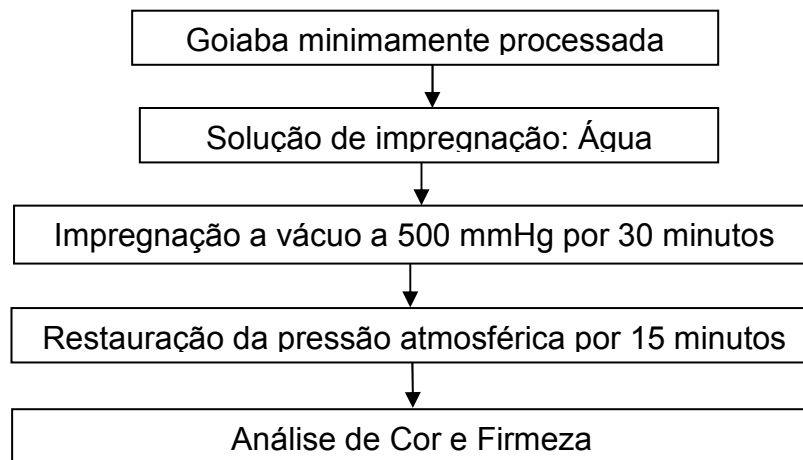 Goiaba minimamente processada
Solução de impregnação: Água
Impregnação a vácuo a 500 mmHg por 30 minutos
Restauração da pressão atmosférica por 15 minutos
Análise de Cor e Firmeza